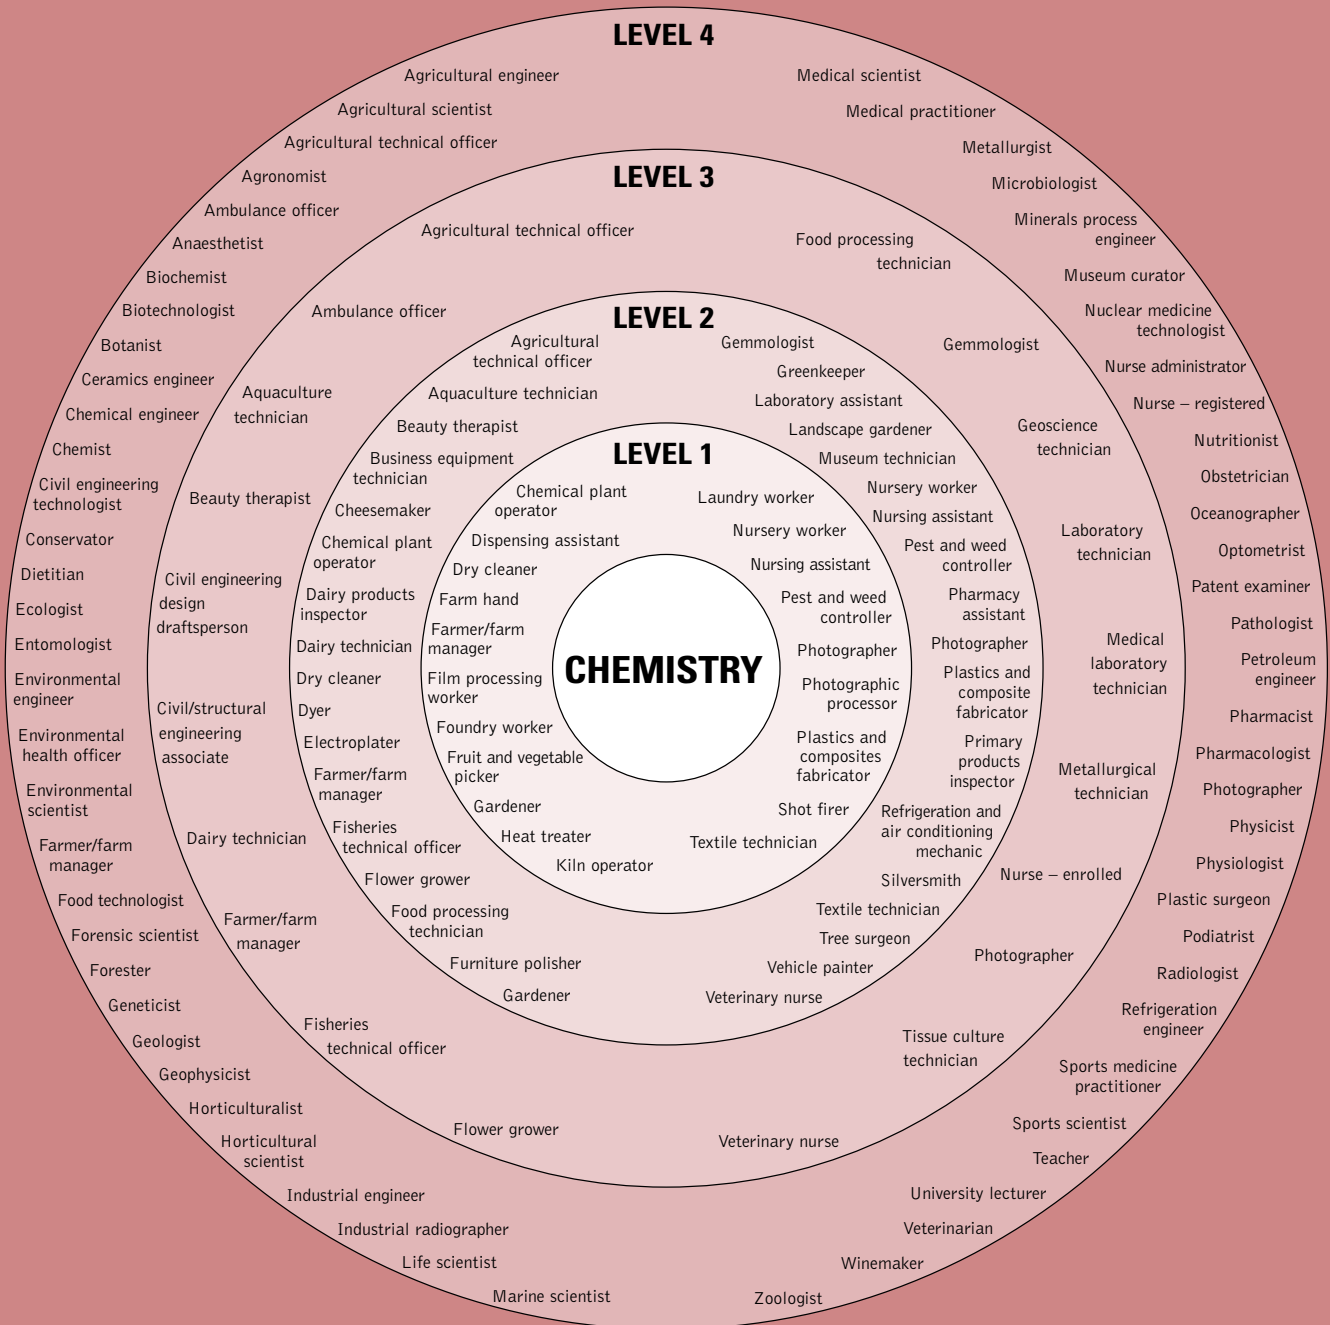 LEVEL 4
Agricultural engineer
Agricultural scientist
Agricultural technical officer
Agronomist
Ambulance officer
Anaesthetist
Biochemist
Biotechnologist
Botanist
Ceramics engineer
Chemical engineer
Chemist
Civil engineering
technologist
Conservator
Dietitian
Ecologist
Entomologist
Environmental
engineer
Environmental
health officer
Environmental
scientist
Farmer/farm
manager
Food technologist
Forensic scientist
Forester
Geneticist
Geologist
Geophysicist
Horticulturalist
Horticultural
scientist
Industrial engineer
Industrial radiographer
Life scientist
Marine scientist
Medical scientist
Medical practitioner
Metallurgist
Microbiologist
Minerals process
engineer
Museum curator
Nuclear medicine
technologist
Nurse administrator
Nurse – registered
Nutritionist
Obstetrician
Oceanographer
Optometrist
Patent examiner
Pathologist
Petroleum
engineer
Pharmacist
Pharmacologist
Photographer
Physicist
Physiologist
Plastic surgeon
Podiatrist
Radiologist
Refrigeration
engineer
Sports medicine
practitioner
Sports scientist
Teacher
University lecturer
Veterinarian
Winemaker
Zoologist
LEVEL 3
Agricultural technical officer
Ambulance officer
Aquaculture
technician
Beauty therapist
Civil engineering
design
draftsperson
Civil/structural
engineering
associate
Dairy technician
Farmer/farm
manager
Fisheries
technical officer
Flower grower
Food processing
technician
Gemmologist
Geoscience
technician
Laboratory
technician
Medical
laboratory
technician
Metallurgical
technician
Nurse – enrolled
Photographer
Tissue culture
technician
Veterinary nurse
LEVEL 2
Agricultural
technical officer
Aquaculture technician
Beauty therapist
Business equipment
technician
Cheesemaker
Chemical plant
operator
Dairy products
inspector
Dairy technician
Dry cleaner
Dyer
Electroplater
Farmer/farm
manager
Fisheries
technical officer
Flower grower
Food processing
technician
Furniture polisher
Gardener
Gemmologist
Greenkeeper
Laboratory assistant
Landscape gardener
Museum technician
Nursery worker
Nursing assistant
Pest and weed
controller
Pharmacy
assistant
Photographer
Plastics and
composite
fabricator
Primary
products
inspector
Refrigeration and
air conditioning
mechanic
Silversmith
Textile technician
Tree surgeon
Vehicle painter
Veterinary nurse
LEVEL 1
Chemical plant
operator
Dispensing assistant
Dry cleaner
Farm hand
Farmer/farm
manager
Film processing
worker
Foundry worker
Fruit and vegetable
picker
Gardener
Heat treater
Kiln operator
Laundry worker
Nursery worker
Nursing assistant
Pest and weed
controller
Photographer
Photographic
processor
Plastics and
composites
fabricator
Shot firer
Textile technician
CHEMISTRY